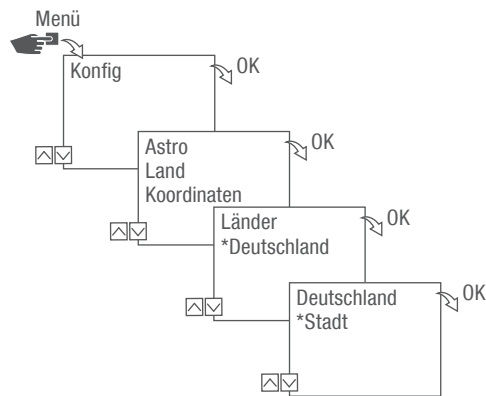 Menü
Konfig
OK
Astro
Land
Koordinaten
OK
Länder
*Deutschland
OK
Deutschland
*Stadt
OK